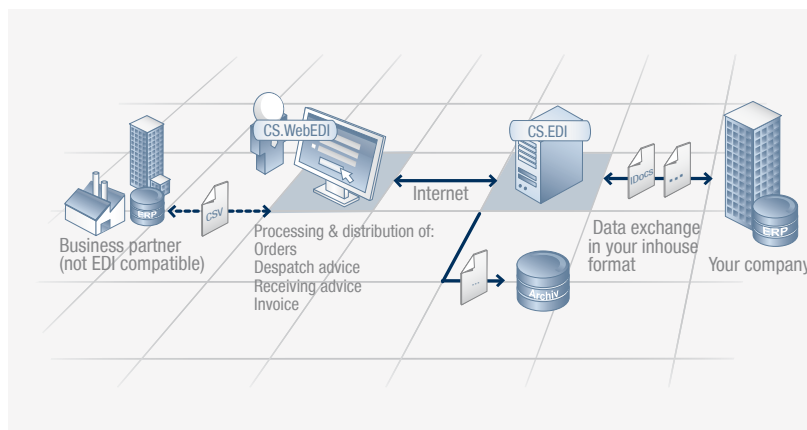 CS.WebEDI
CS.EDI
Internet
IDocs
...
ERP
CSV
Business partner
(not EDI compatible)
Processing & distribution of:
Orders
Despatch advice
Receiving advice
Invoice
...
Archiv
Data exchange
in your inhouse
format
ERP
Your company